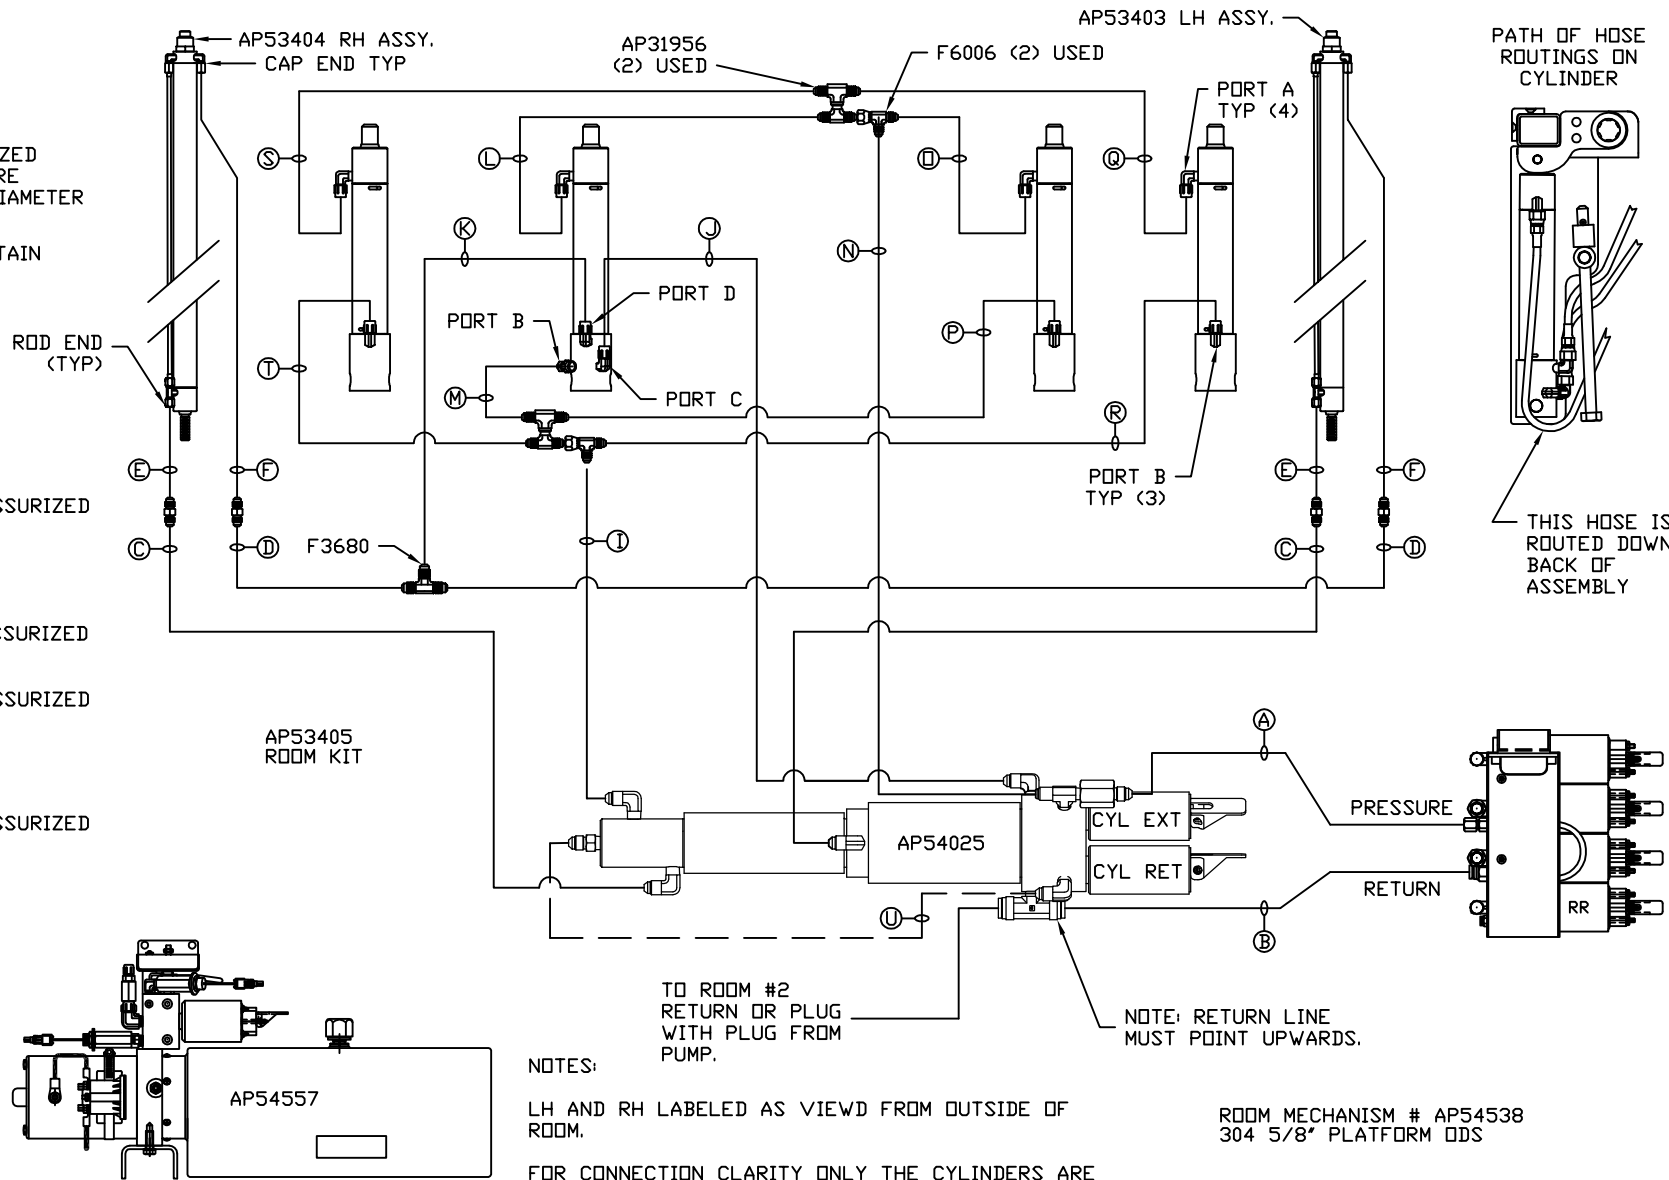 AP53404 RH ASSY.
CAP END TYP
AP31956
(2) USED
F6006 (2) USED
AP53403 LH ASSY.
PORT A
TYP (4)
PATH OF HOSE
ROUTINGS ON
CYLINDER
ZED
RE
IAMETER
TAIN
S
L
O
Q
K
J
N
PORT D
PORT B
PORT C
ROD END
(TYP)
T
M
P
R
PORT B
TYP (3)
E
F
E
F
SSURIZED
C
D
F3680
I
C
D
THIS HOSE IS
ROUTED DOWN
BACK OF
ASSEMBLY
SSURIZED
SSURIZED
AP53405
ROOM KIT
A
PRESSURE
CYL EXT
AP54025
CYL RET
SSURIZED
RETURN
RR
U
B
TO ROOM #2
RETURN OR PLUG
WITH PLUG FROM
PUMP.
NOTE: RETURN LINE
MUST POINT UPWARDS.
AP54557
NOTES:
LH AND RH LABELED AS VIEWD FROM OUTSIDE OF
ROOM.
FOR CONNECTION CLARITY ONLY THE CYLINDERS ARE
ROOM MECHANISM # AP54538
304 5/8" PLATFORM ODS